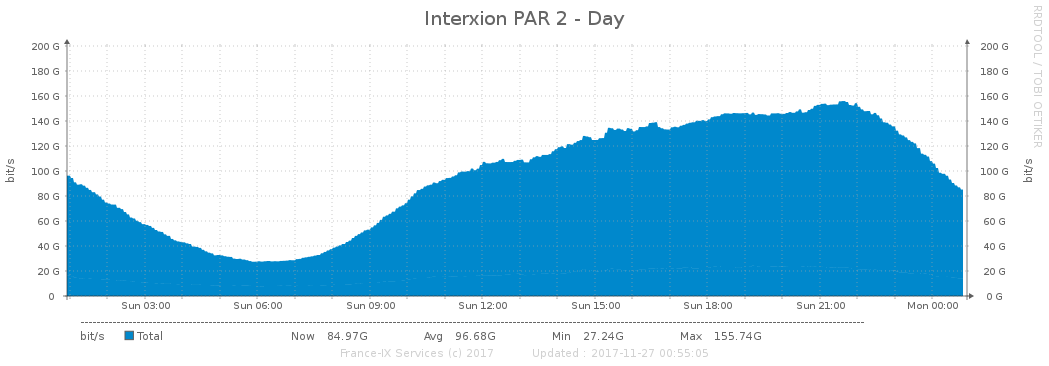 Interxion PAR 2 - Day
RRDTOOL / TOBI OETIKER
200 G 200 G
180 G 180 G
160 G 160 G
140 G 140 G
120 G 120 G
100 G 100 G
80 G 80 G
60 G 60 G
40 G 40 G
20 G 20 G
0 0 G
bit/s bit/s
Sun 03:00 Sun 06:00 Sun 09:00 Sun 12:00 Sun 15:00 Sun 18:00 Sun 21:00 Mon 00:00
bit/s Total Now 84.97G Avg 96.68G Min 27.24G Max 155.74G
France-IX Services (c) 2017 Updated : 2017-11-27 00:55:05